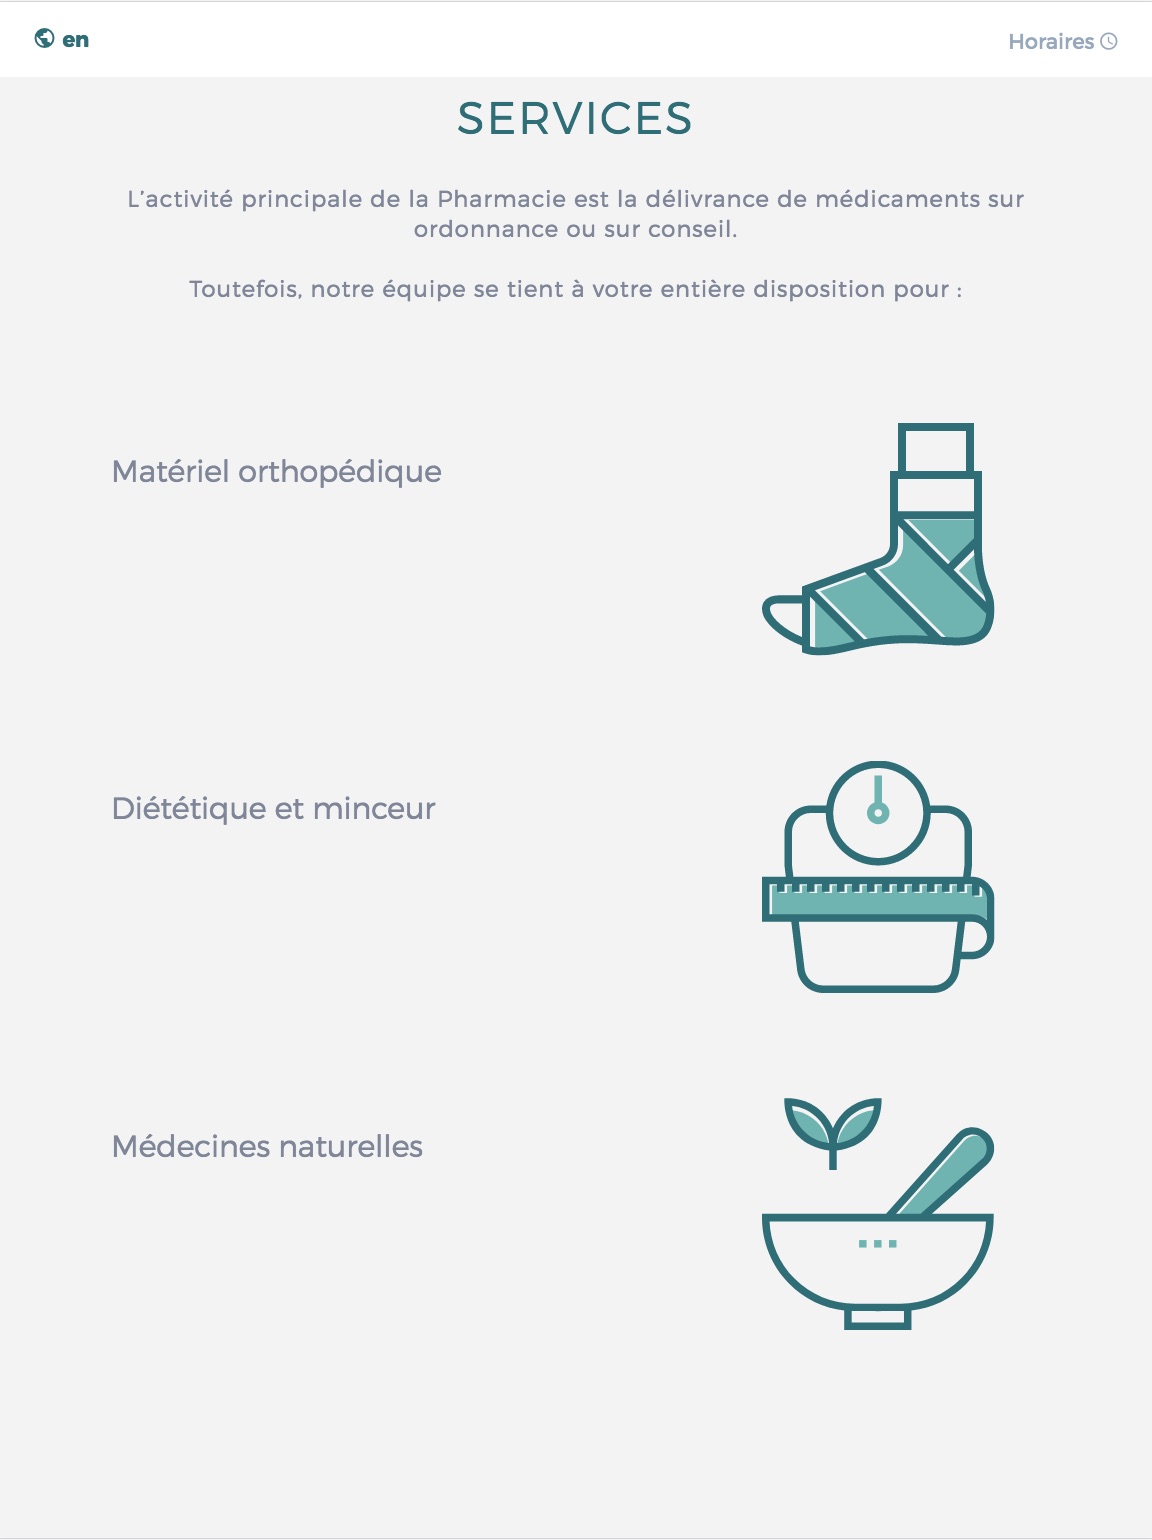 en
Horaires
SERVICES
L’activité principale de la Pharmacie est la délivrance de médicaments sur
ordonnance ou sur conseil.
Toutefois, notre équipe se tient à votre entière disposition pour :
Matériel orthopédique
Diététique et minceur
Médecines naturelles